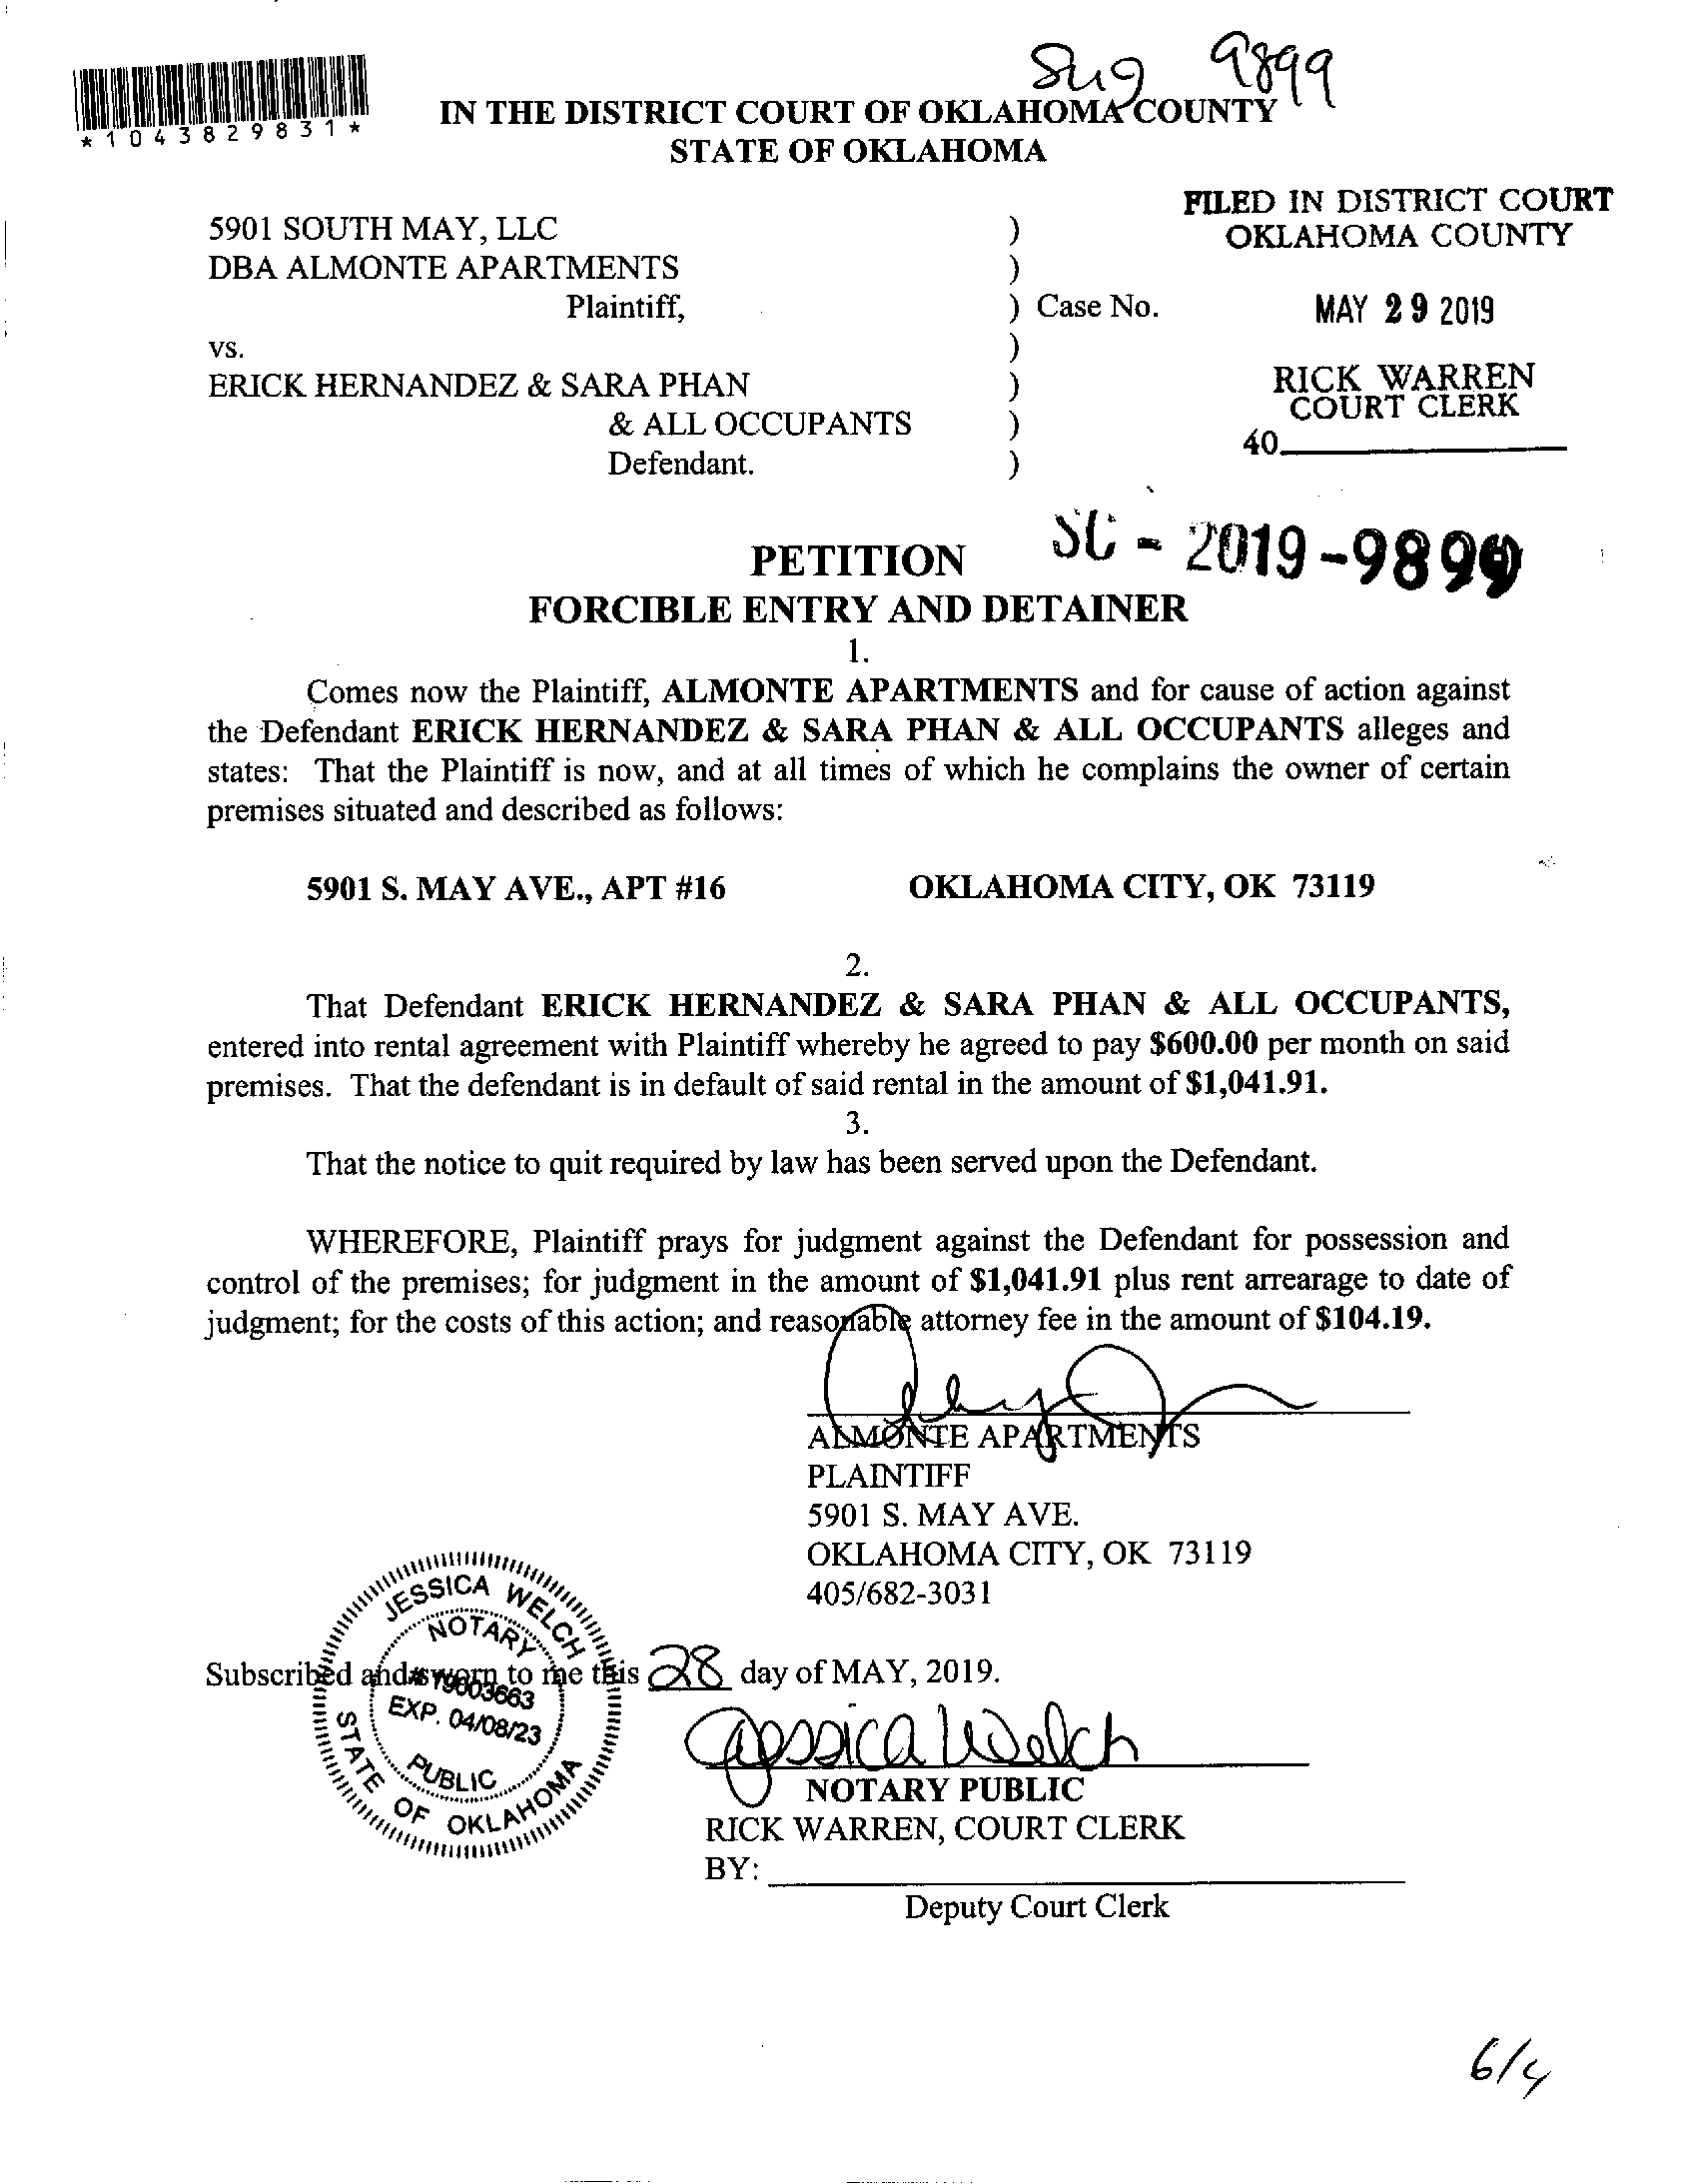 Sug 9899
*1043829831*
IN THE DISTRICT COURT OF OKLAHOMA COUNTY
STATE OF OKLAHOMA
FILED IN DISTRICT COURT
OKLAHOMA COUNTY
5901 SOUTH MAY, LLC )
DBA ALMONTE APARTMENTS )
Plaintiff, ) Case No. MAY 29 2019
vs. )
ERICK HERNANDEZ & SARA PHAN ) RICK WARREN
COURT CLERK
& ALL OCCUPANTS )
40
Defendant. )
SC - 2019-9899
PETITION
FORCIBLE ENTRY AND DETAINER
1.
Comes now the Plaintiff, ALMONTE APARTMENTS and for cause of action against
the Defendant ERICK HERNANDEZ & SARA PHAN & ALL OCCUPANTS alleges and
states: That the Plaintiff is now, and at all times of which he complains the owner of certain
premises situated and described as follows:
5901 S. MAY AVE., APT #16 OKLAHOMA CITY, OK 73119
2.
That Defendant ERICK HERNANDEZ & SARA PHAN & ALL OCCUPANTS,
entered into rental agreement with Plaintiff whereby he agreed to pay $600.00 per month on said
premises. That the defendant is in default of said rental in the amount of $1,041.91.
3.
That the notice to quit required by law has been served upon the Defendant.
WHEREFORE, Plaintiff prays for judgment against the Defendant for possession and
control of the premises; for judgment in the amount of $1,041.91 plus rent arrearage to date of
judgment; for the costs of this action; and reasonable attorney fee in the amount of $104.19.
ALMONTE APARTMENTS
PLAINTIFF
5901 S. MAY AVE.
OKLAHOMA CITY, OK 73119
405/682-3031
JESSICA WELCH
NOTARY
# 19003663
EXP. 04/08/23
PUBLIC
STATE OF OKLAHOMA
Subscribed and sworn to me this 28 day of MAY, 2019.
Jessica Welch
NOTARY PUBLIC
RICK WARREN, COURT CLERK
BY:
Deputy Court Clerk
6/4